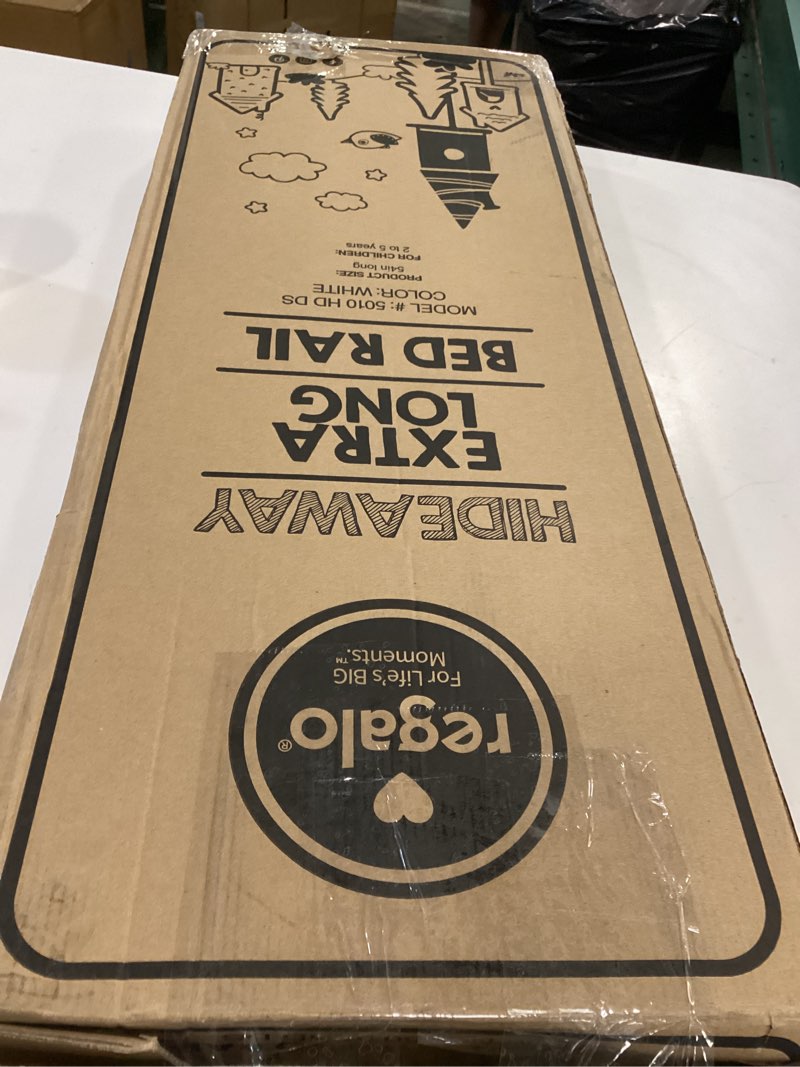 regalo®
For Life's BIG
Moments.™
HIDEAWAY
EXTRA
LONG
BED RAIL
MODEL #: 5010 HD DS
COLOR: WHITE
PRODUCT SIZE:
54in long
FOR CHILDREN:
2 to 5 years